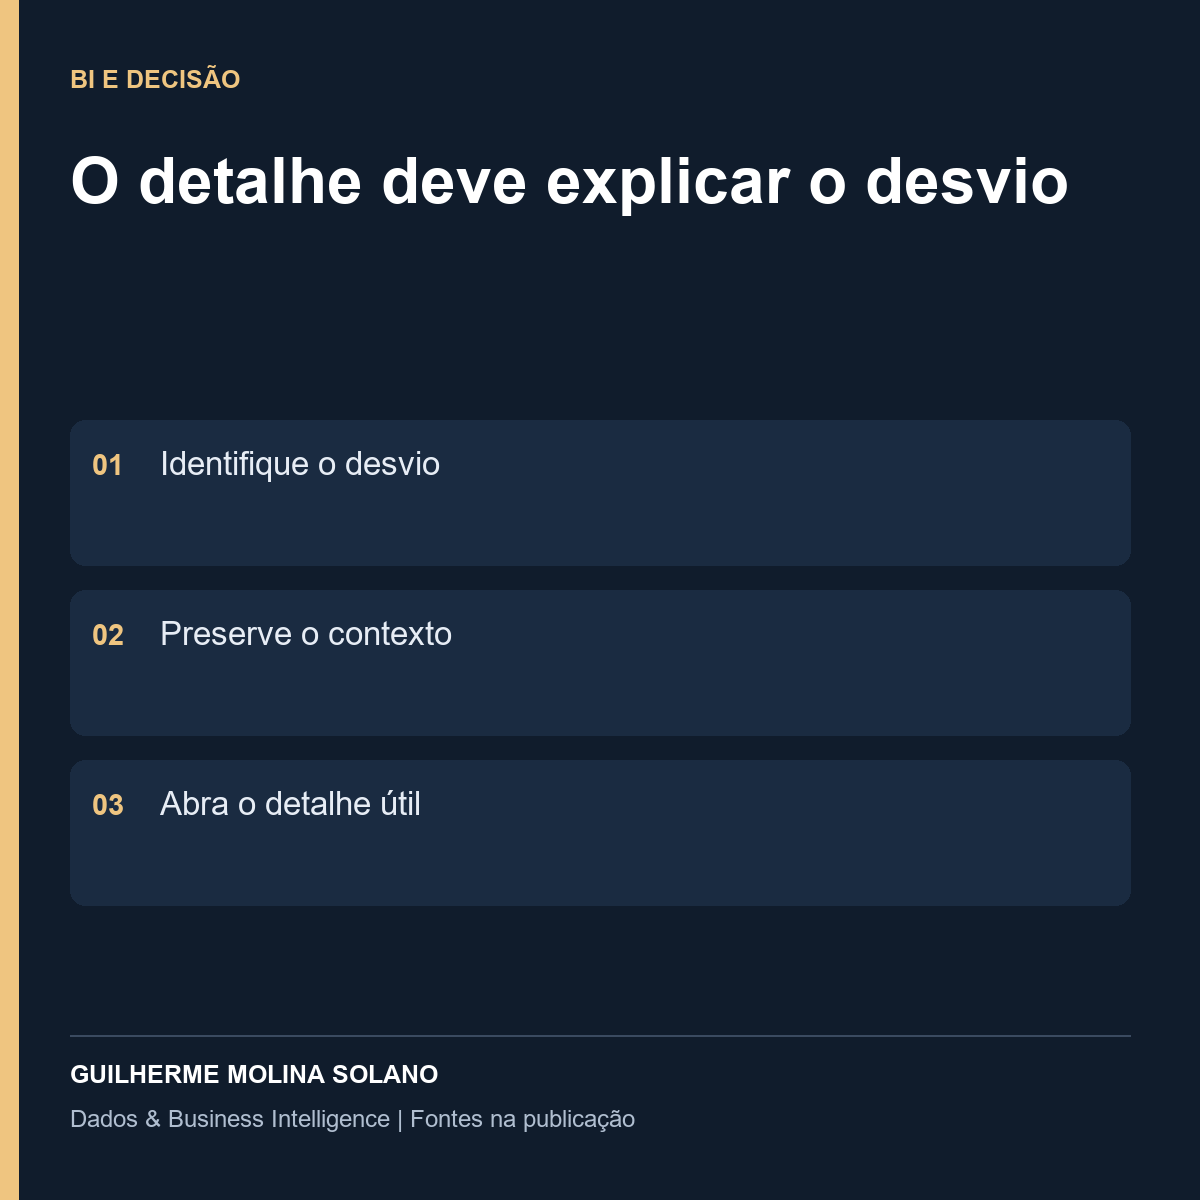 BI E DECISÃO
O detalhe deve explicar o desvio
01 Identifique o desvio
02 Preserve o contexto
03 Abra o detalhe útil
GUILHERME MOLINA SOLANO
Dados & Business Intelligence | Fontes na publicação